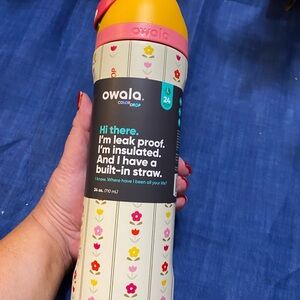 owala
owala.
COLOR DROP
24
Hi there.
I'm leak proof.
I'm insulated.
And I have a
built-in straw.
I know. Where have I been all your life?
24 oz. (710 mL)